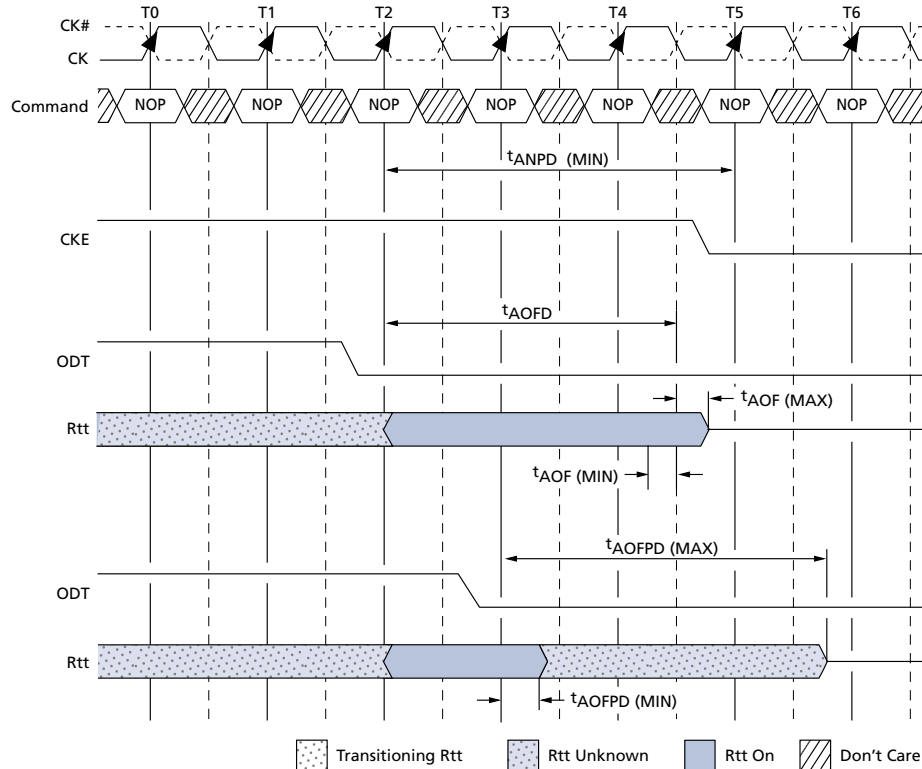 T0 T1 T2 T3 T4 T5 T6
CK#
CK
Command NOP NOP NOP NOP NOP NOP NOP
tANPD (MIN)
CKE
tAOFD
ODT
tAOF (MAX)
Rtt
tAOF (MIN)
tAOFPD (MAX)
ODT
Rtt
tAOFPD (MIN)
Transitioning Rtt Rtt Unknown Rtt On Don't Care